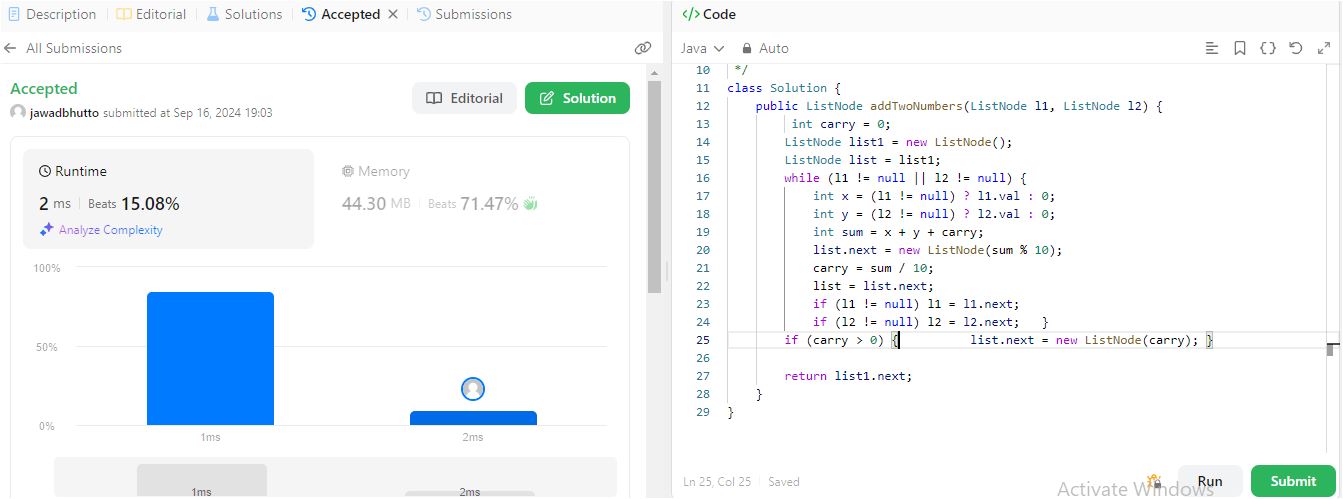 Description
Editorial
Solutions
Accepted
Submissions
All Submissions
Accepted
jawadbhutto submitted at Sep 16, 2024 19:03
Editorial
Solution
Runtime
2 ms Beats 15.08%
Analyze Complexity
Memory
44.30 MB Beats 71.47%
100%
50%
0%
1ms 2ms
1ms 2ms
</> Code
Java Auto
10 */
11 class Solution {
12 public ListNode addTwoNumbers(ListNode l1, ListNode l2) {
13 int carry = 0;
14 ListNode list1 = new ListNode();
15 ListNode list = list1;
16 while (l1 != null || l2 != null) {
17 int x = (l1 != null) ? l1.val : 0;
18 int y = (l2 != null) ? l2.val : 0;
19 int sum = x + y + carry;
20 list.next = new ListNode(sum % 10);
21 carry = sum / 10;
22 list = list.next;
23 if (l1 != null) l1 = l1.next;
24 if (l2 != null) l2 = l2.next; }
25 if (carry > 0) { list.next = new ListNode(carry); }
26
27 return list1.next;
28 }
29 }
Ln 25, Col 25 Saved
Run
Submit
Activate Windows